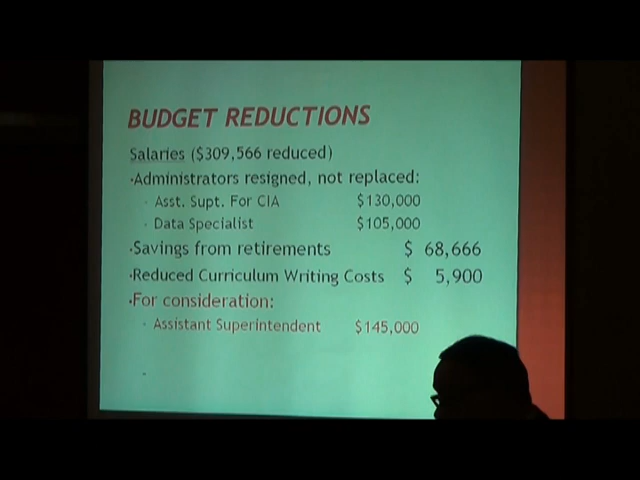 BUDGET REDUCTIONS
Salaries ($309,566 reduced)
·Administrators resigned, not replaced:
- Asst. Supt. For CIA $130,000
- Data Specialist $105,000
·Savings from retirements $ 68,666
·Reduced Curriculum Writing Costs $ 5,900
·For consideration:
- Assistant Superintendent $145,000